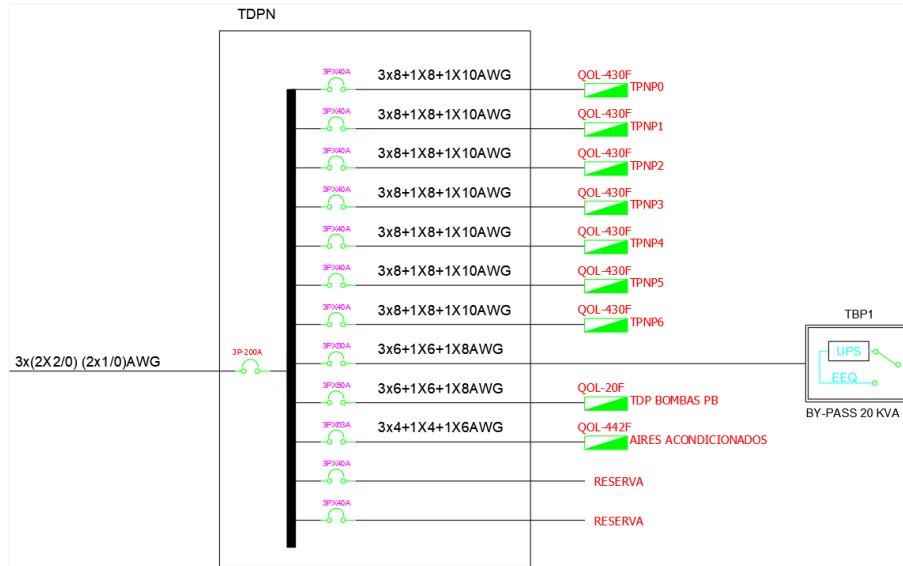 TDPN
3PX40A 3x8+1X8+1X10AWG QOL-430F
TPNP0
3PX40A 3x8+1X8+1X10AWG QOL-430F
TPNP1
3PX40A 3x8+1X8+1X10AWG QOL-430F
TPNP2
3PX40A 3x8+1X8+1X10AWG QOL-430F
TPNP3
3PX40A 3x8+1X8+1X10AWG QOL-430F
TPNP4
3PX40A 3x8+1X8+1X10AWG QOL-430F
TPNP5
3PX40A 3x8+1X8+1X10AWG QOL-430F
TPNP6
TBP1
3P-200A 3PX50A 3x6+1X6+1x8AWG UPS
3x(2X2/0) (2x1/0)AWG
EEQ
3PX50A 3x6+1X6+1x8AWG QOL-20F
TDP BOMBAS PB
BY-PASS 20 KVA
3PX63A 3x4+1X4+1X6AWG QOL-442F
AIRES ACONDICIONADOS
3PX40A
RESERVA
3PX40A
RESERVA